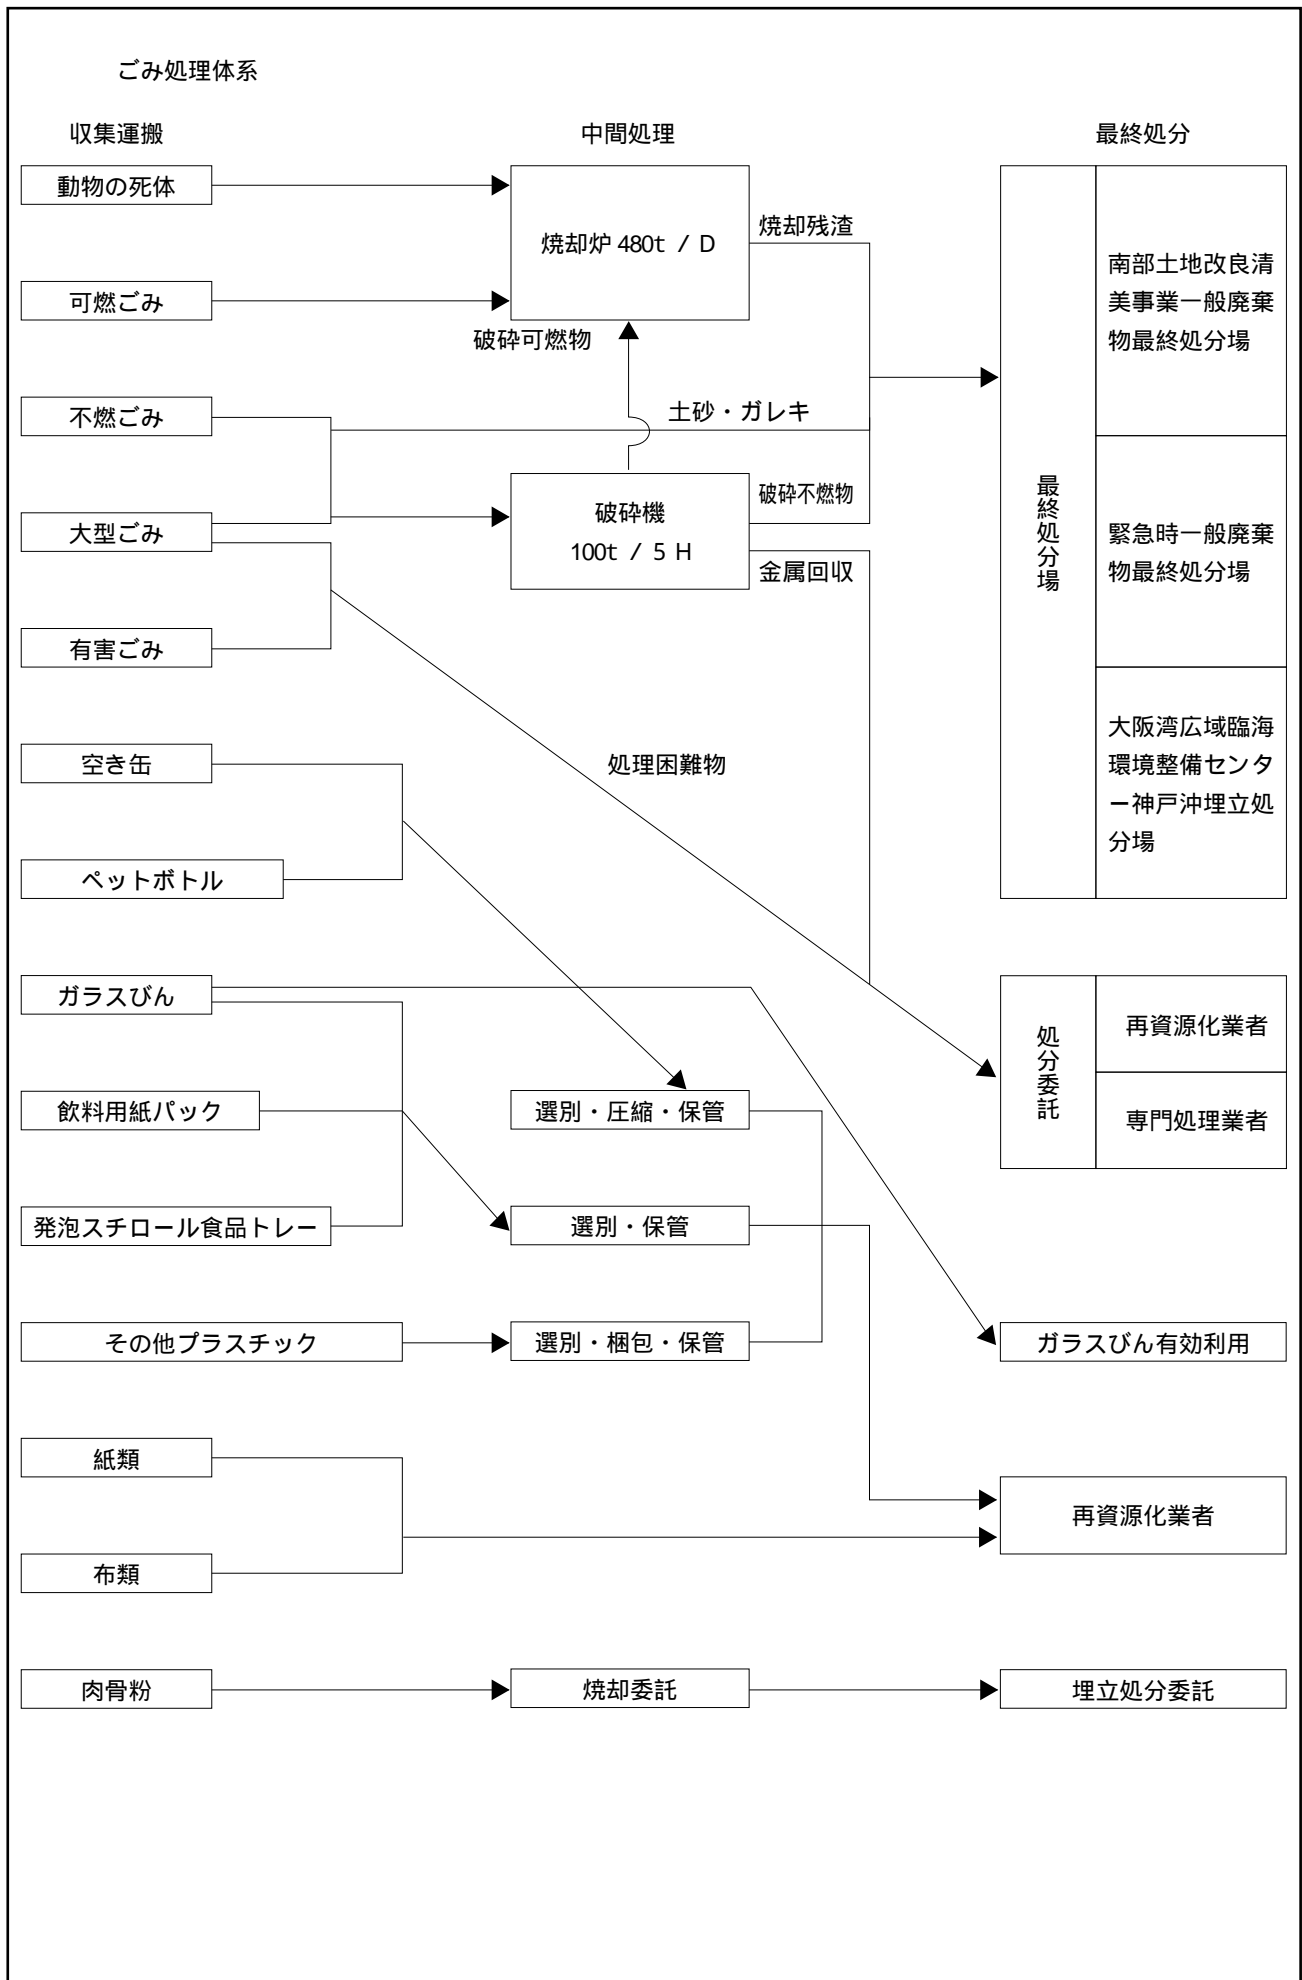 ごみ処理体系
収集運搬
中間処理
最終処分
動物の死体
焼却炉 480t / D
焼却残渣
南部土地改良清
美事業一般廃棄
物最終処分場
可燃ごみ
破砕可燃物
不燃ごみ
土砂・ガレキ
大型ごみ
破砕機
100t / 5 H
破砕不燃物
金属回収
最終処分場
緊急時一般廃棄
物最終処分場
有害ごみ
処理困難物
大阪湾広域臨海
環境整備センタ
ー神戸沖埋立処
分場
空き缶
ペットボトル
ガラスびん
処分委託
再資源化業者
専門処理業者
飲料用紙パック
選別・圧縮・保管
発泡スチロール食品トレー
選別・保管
その他プラスチック
選別・梱包・保管
ガラスびん有効利用
紙類
再資源化業者
布類
肉骨粉
焼却委託
埋立処分委託